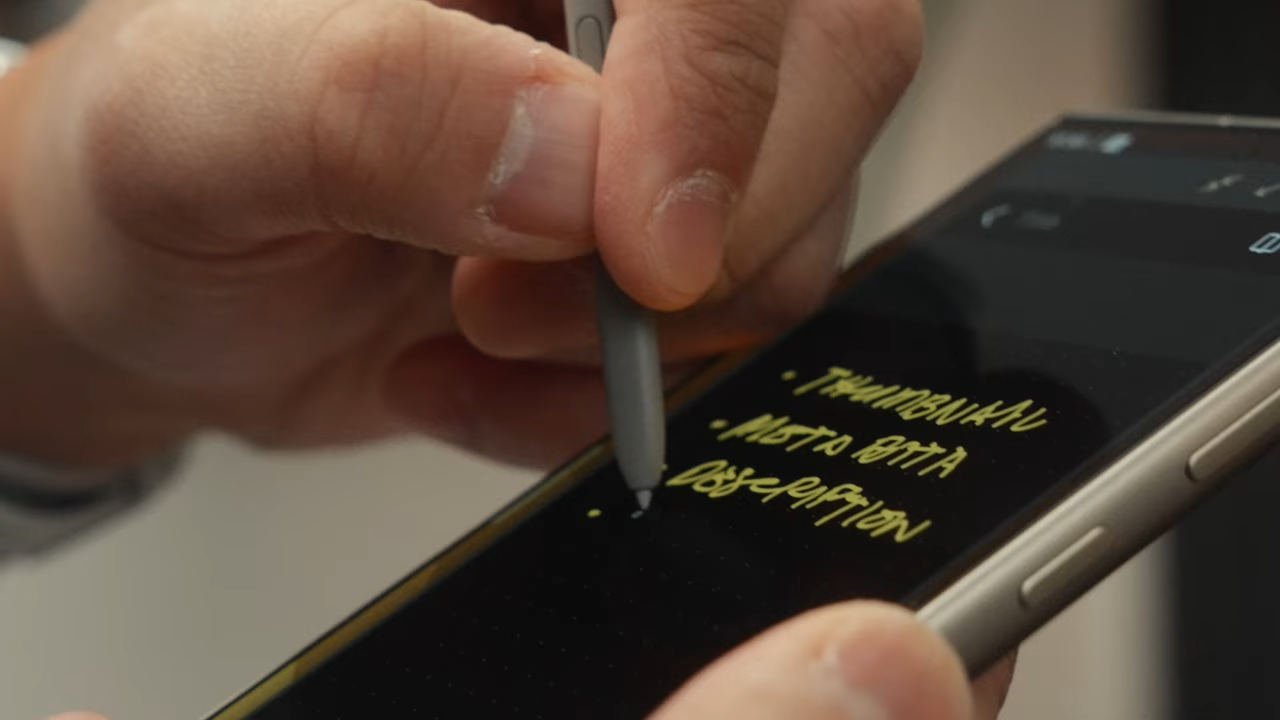 • THUMBNAIL
• META DATA
DESCRIPTION
•